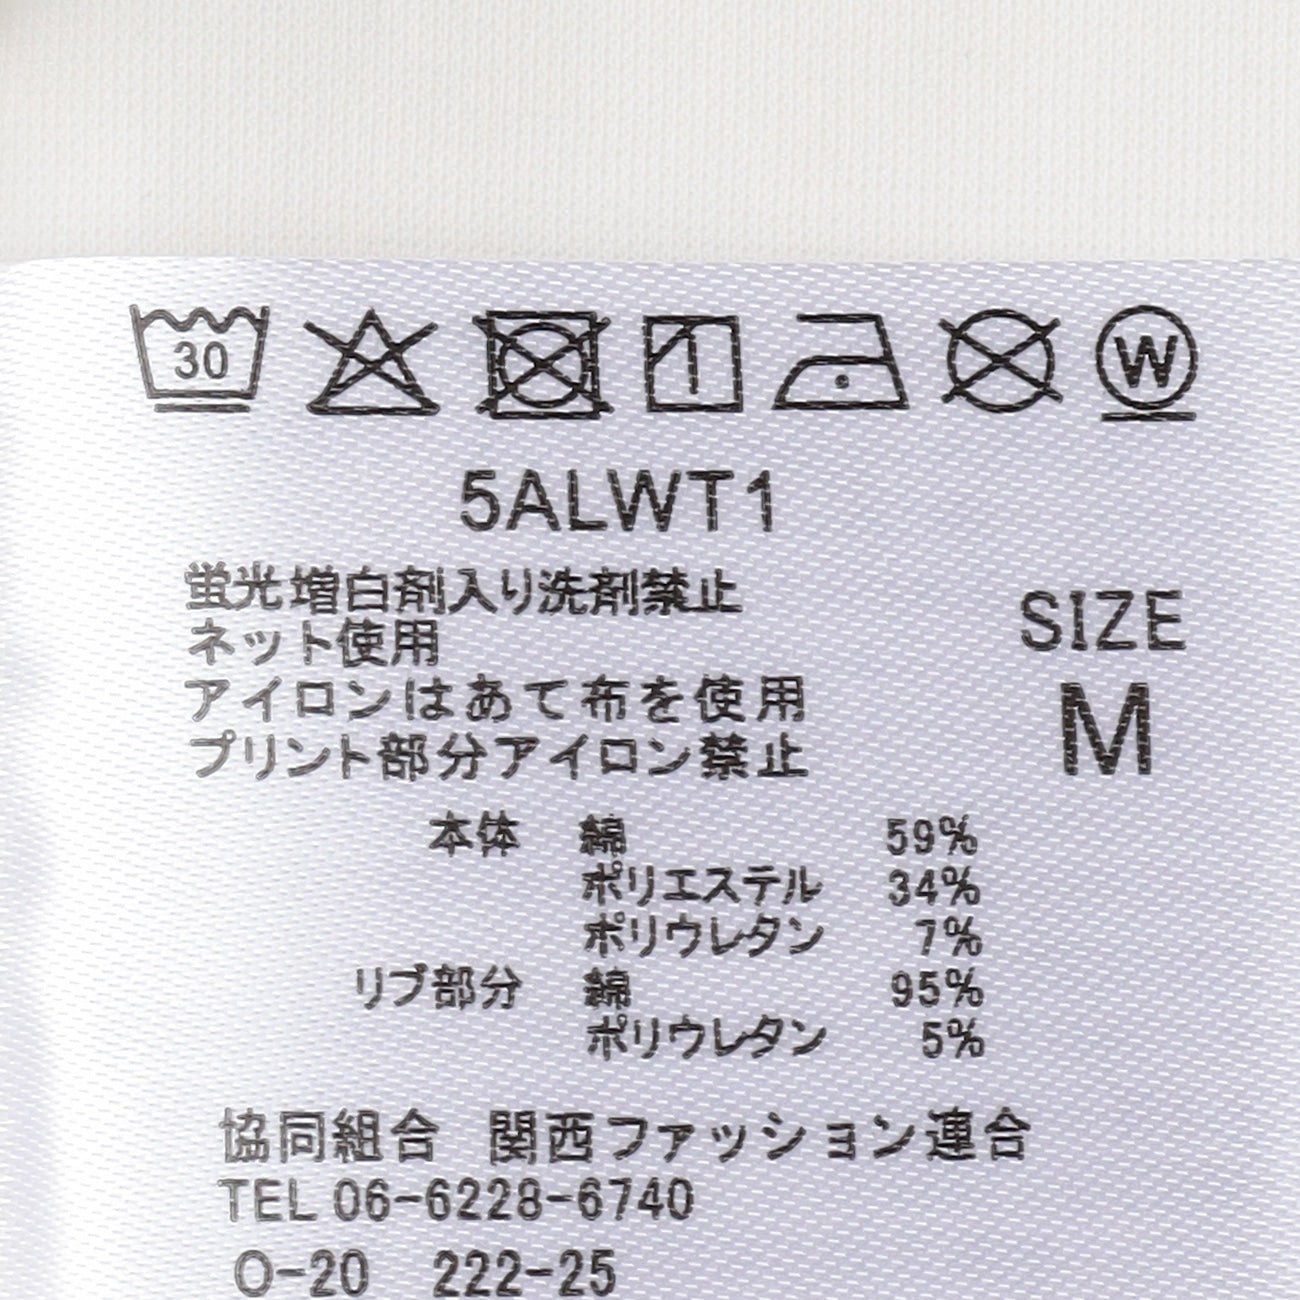 30
W
5ALWT1
蛍光増白剤入り洗剤禁止
ネット使用
アイロンはあて布を使用
プリント部分アイロン禁止
SIZE
M
本体 綿 59%
ポリエステル 34%
ポリウレタン 7%
リブ部分 綿 95%
ポリウレタン 5%
協同組合 関西ファッション連合
TEL 06-6228-6740
O-20 222-25